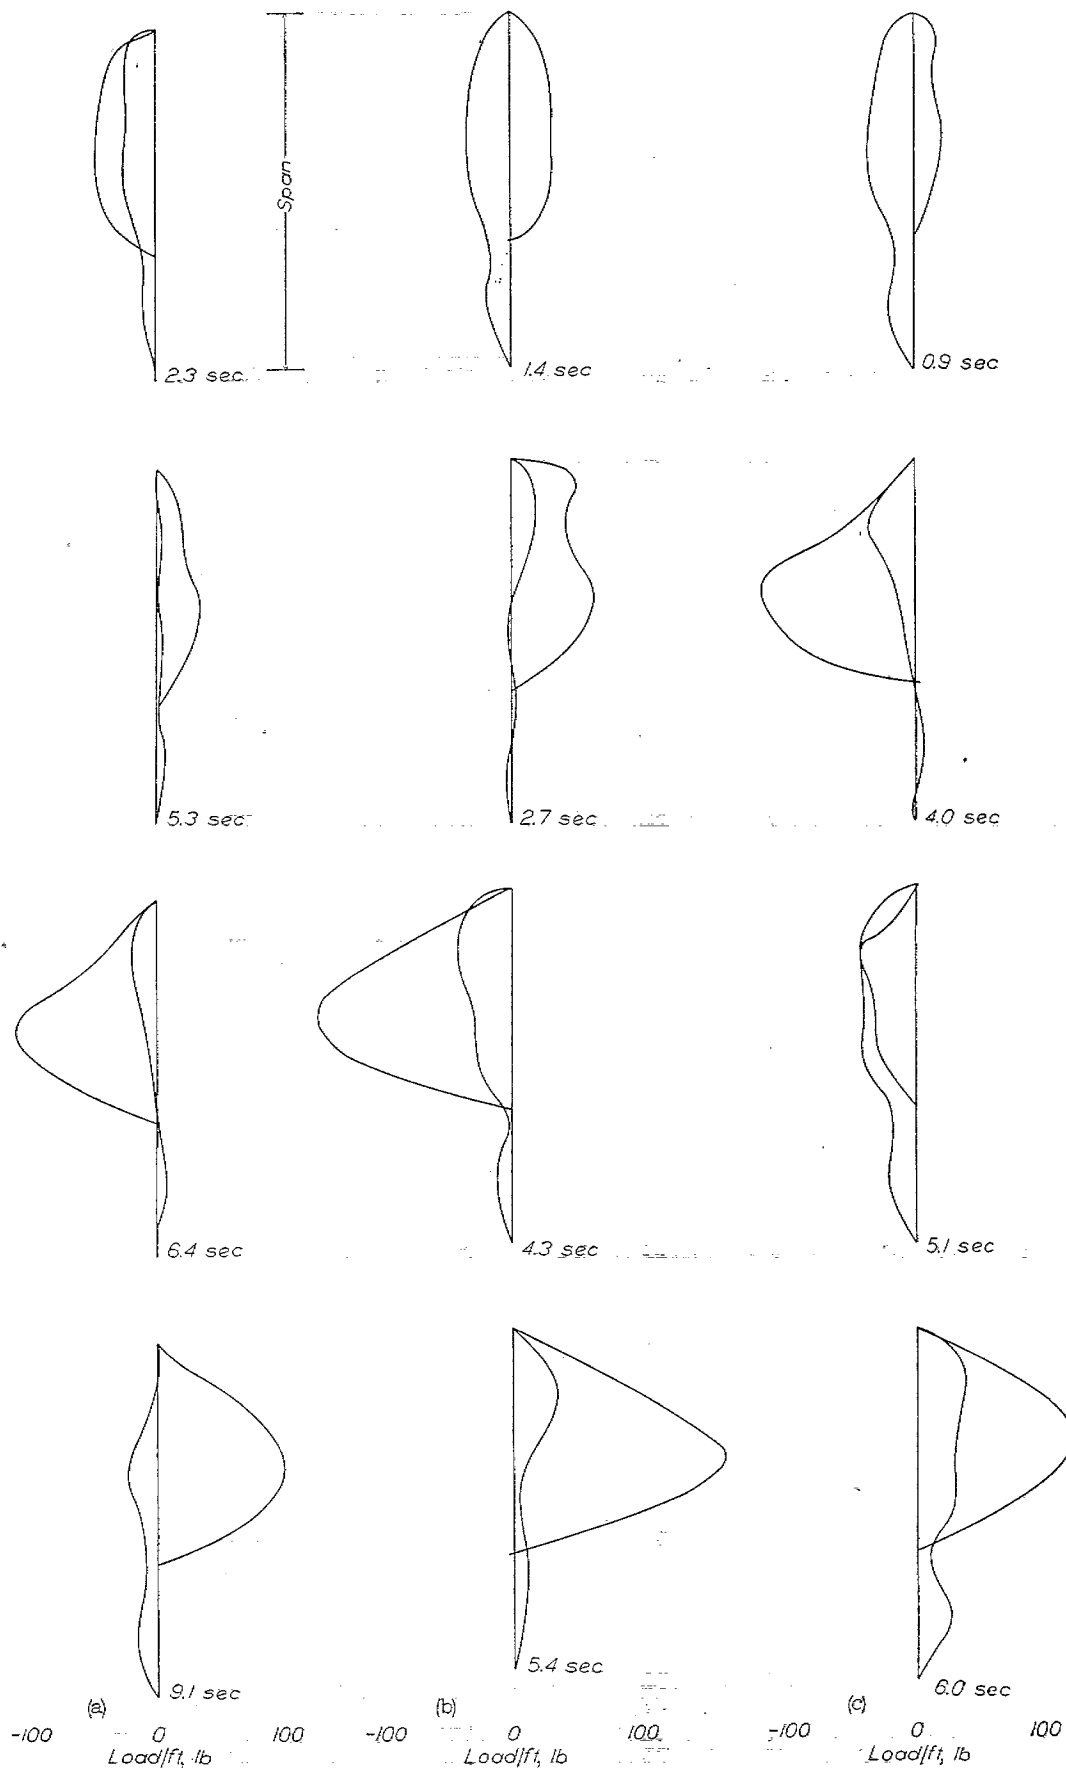 Span
2.3 sec
1.4 sec
0.9 sec
5.3 sec
2.7 sec
4.0 sec
6.4 sec
4.3 sec
5.1 sec
9.1 sec
5.4 sec
6.0 sec
(a)
(b)
(c)
-100 0 100
-100 0 100
-100 0 100
Load/ft, lb
Load/ft, lb
Load/ft, lb